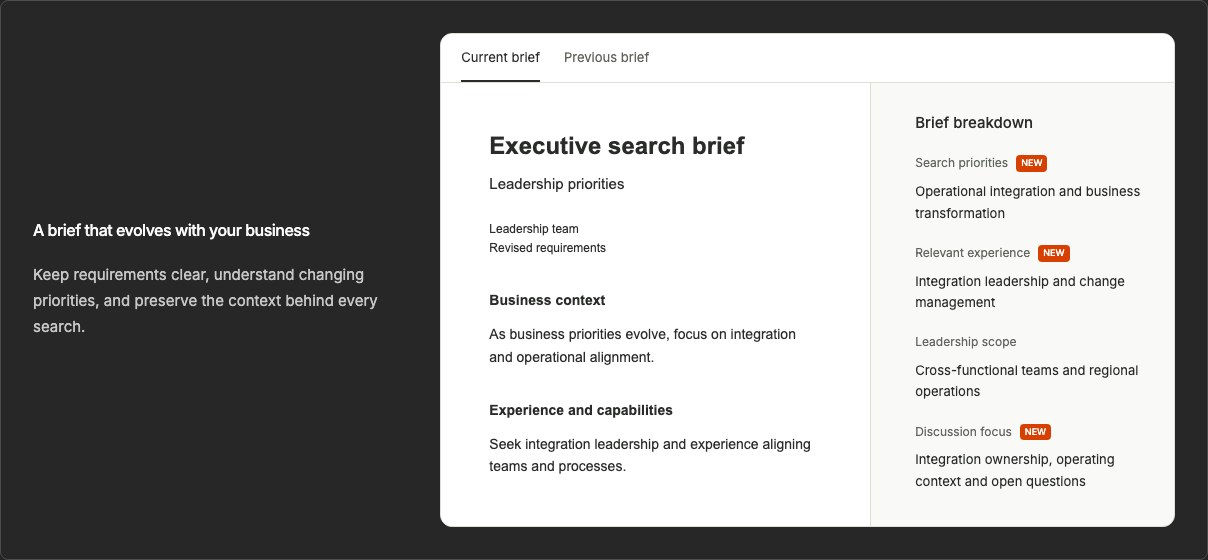 A brief that evolves with your business
Keep requirements clear, understand changing
priorities, and preserve the context behind every
search.
Current brief
Previous brief
Executive search brief
Leadership priorities
Leadership team
Revised requirements
Business context
As business priorities evolve, focus on integration
and operational alignment.
Experience and capabilities
Seek integration leadership and experience aligning
teams and processes.
Brief breakdown
Search priorities NEW
Operational integration and business
transformation
Relevant experience NEW
Integration leadership and change
management
Leadership scope
Cross-functional teams and regional
operations
Discussion focus NEW
Integration ownership, operating
context and open questions